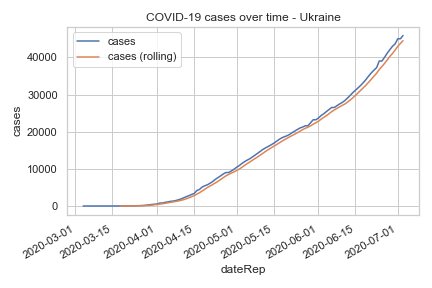 COVID-19 cases over time - Ukraine
cases
cases (rolling)
40000
30000
20000
10000
0
cases
2020-03-01
2020-03-15
2020-04-01
2020-04-15
2020-05-01
2020-05-15
2020-06-01
2020-06-15
2020-07-01
dateRep